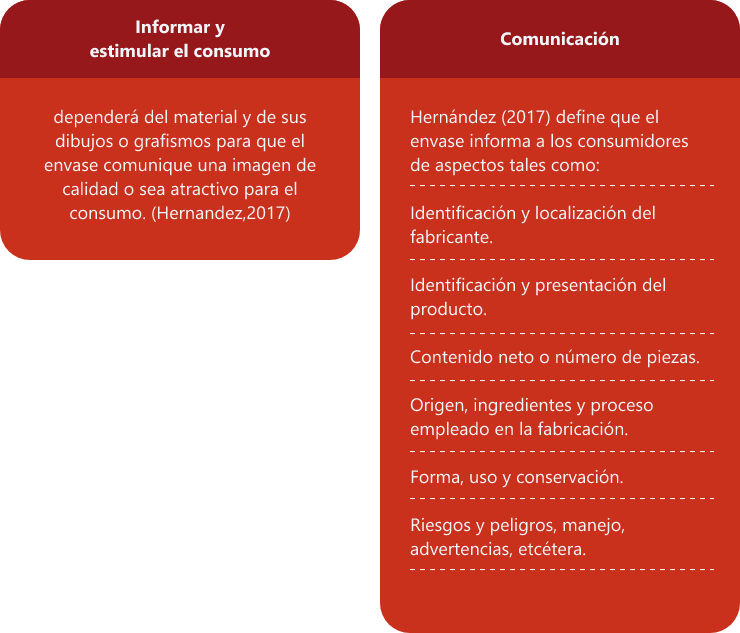 Informar y
estimular el consumo
dependerá del material y de sus
dibujos o grafismos para que el
envase comunique una imagen de
calidad o sea atractivo para el
consumo. (Hernandez,2017)
Comunicación
Hernández (2017) define que el
envase informa a los consumidores
de aspectos tales como:
Identificación y localización del
fabricante.
Identificación y presentación del
producto.
Contenido neto o número de piezas.
Origen, ingredientes y proceso
empleado en la fabricación.
Forma, uso y conservación.
Riesgos y peligros, manejo,
advertencias, etcétera.